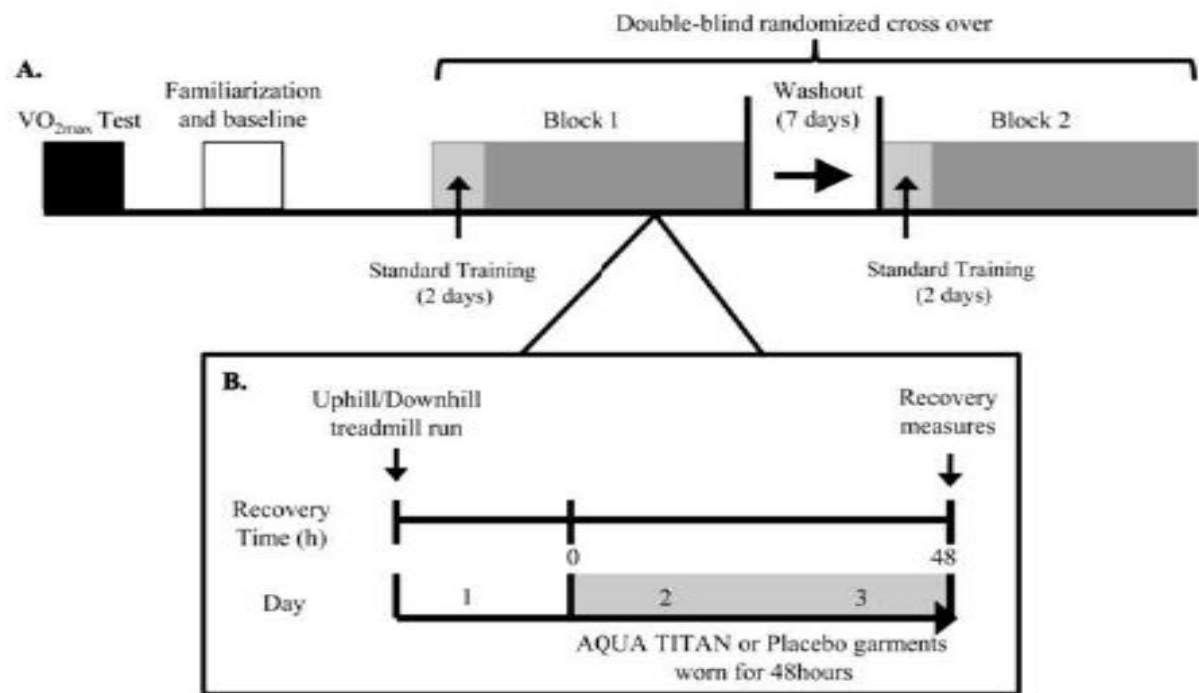 Double-blind randomized cross over
A.
VO2max Test
Familiarization
and baseline
Block 1
Washout
(7 days)
Block 2
Standard Training
(2 days)
Standard Training
(2 days)
B.
Uphill/Downhill
treadmill run
Recovery
measures
Recovery
Time (h)
0
48
Day
1
2
3
AQUA TITAN or Placebo garments
worn for 48hours